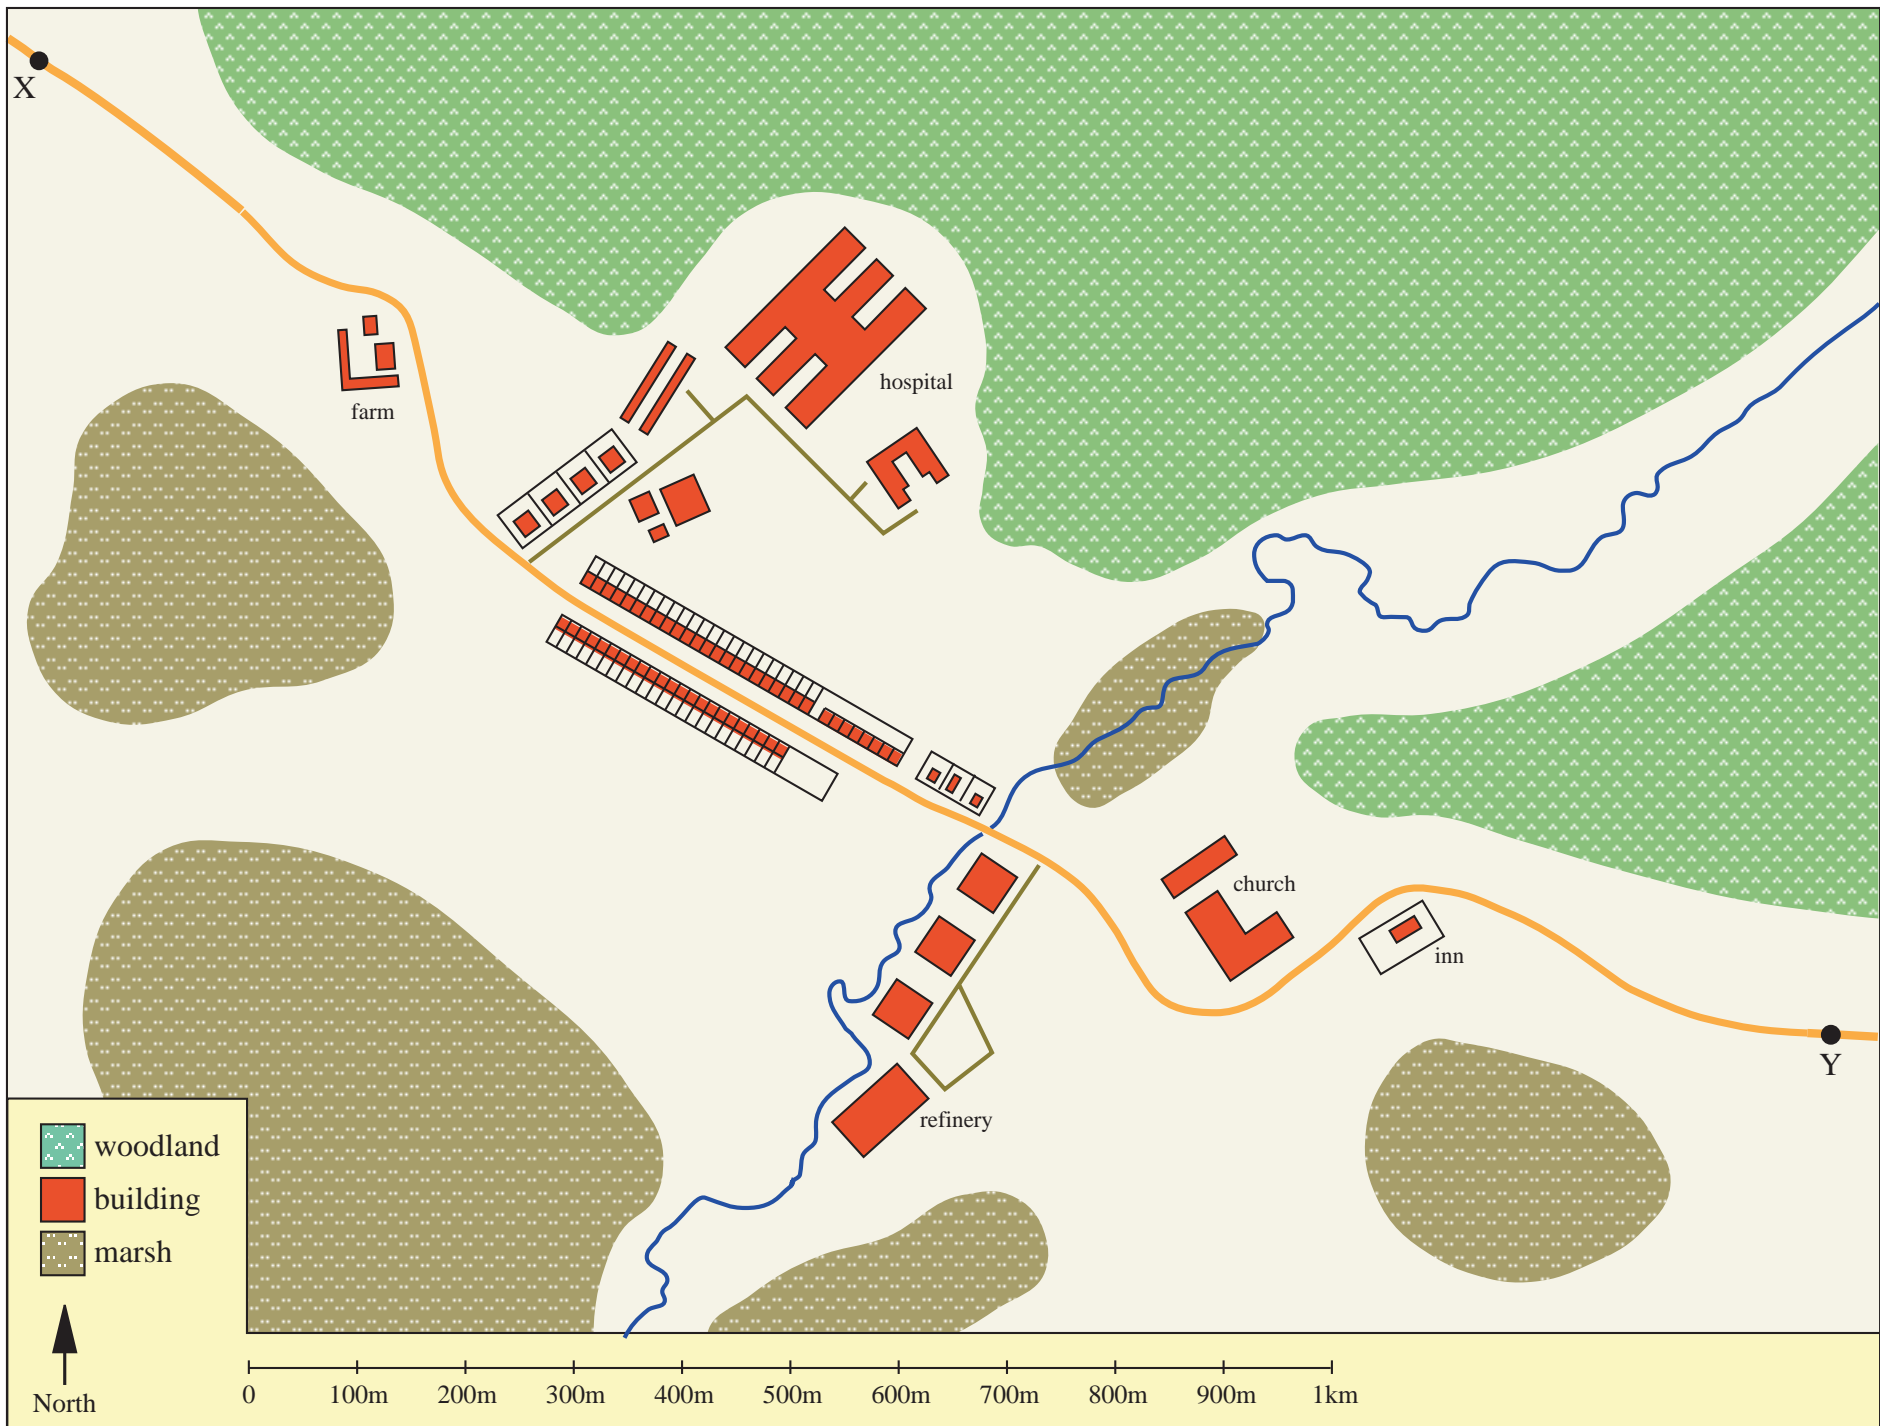 X
hospital
farm
church
inn
Y
refinery
woodland
building
marsh
North
0 100m 200m 300m 400m 500m 600m 700m 800m 900m 1km